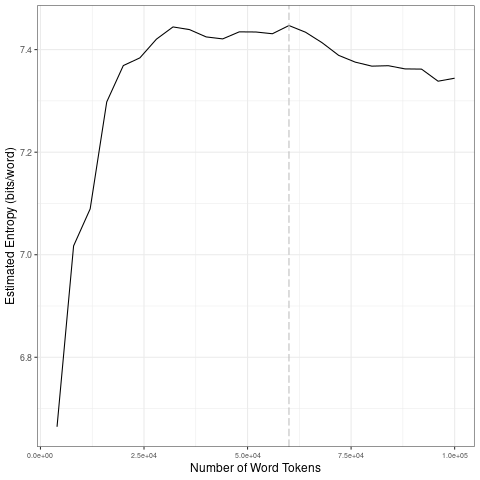 Estimated Entropy (bits/word)
7.4
7.2
7.0
6.8
0.0e+00 2.5e+04 5.0e+04 7.5e+04 1.0e+05
Number of Word Tokens